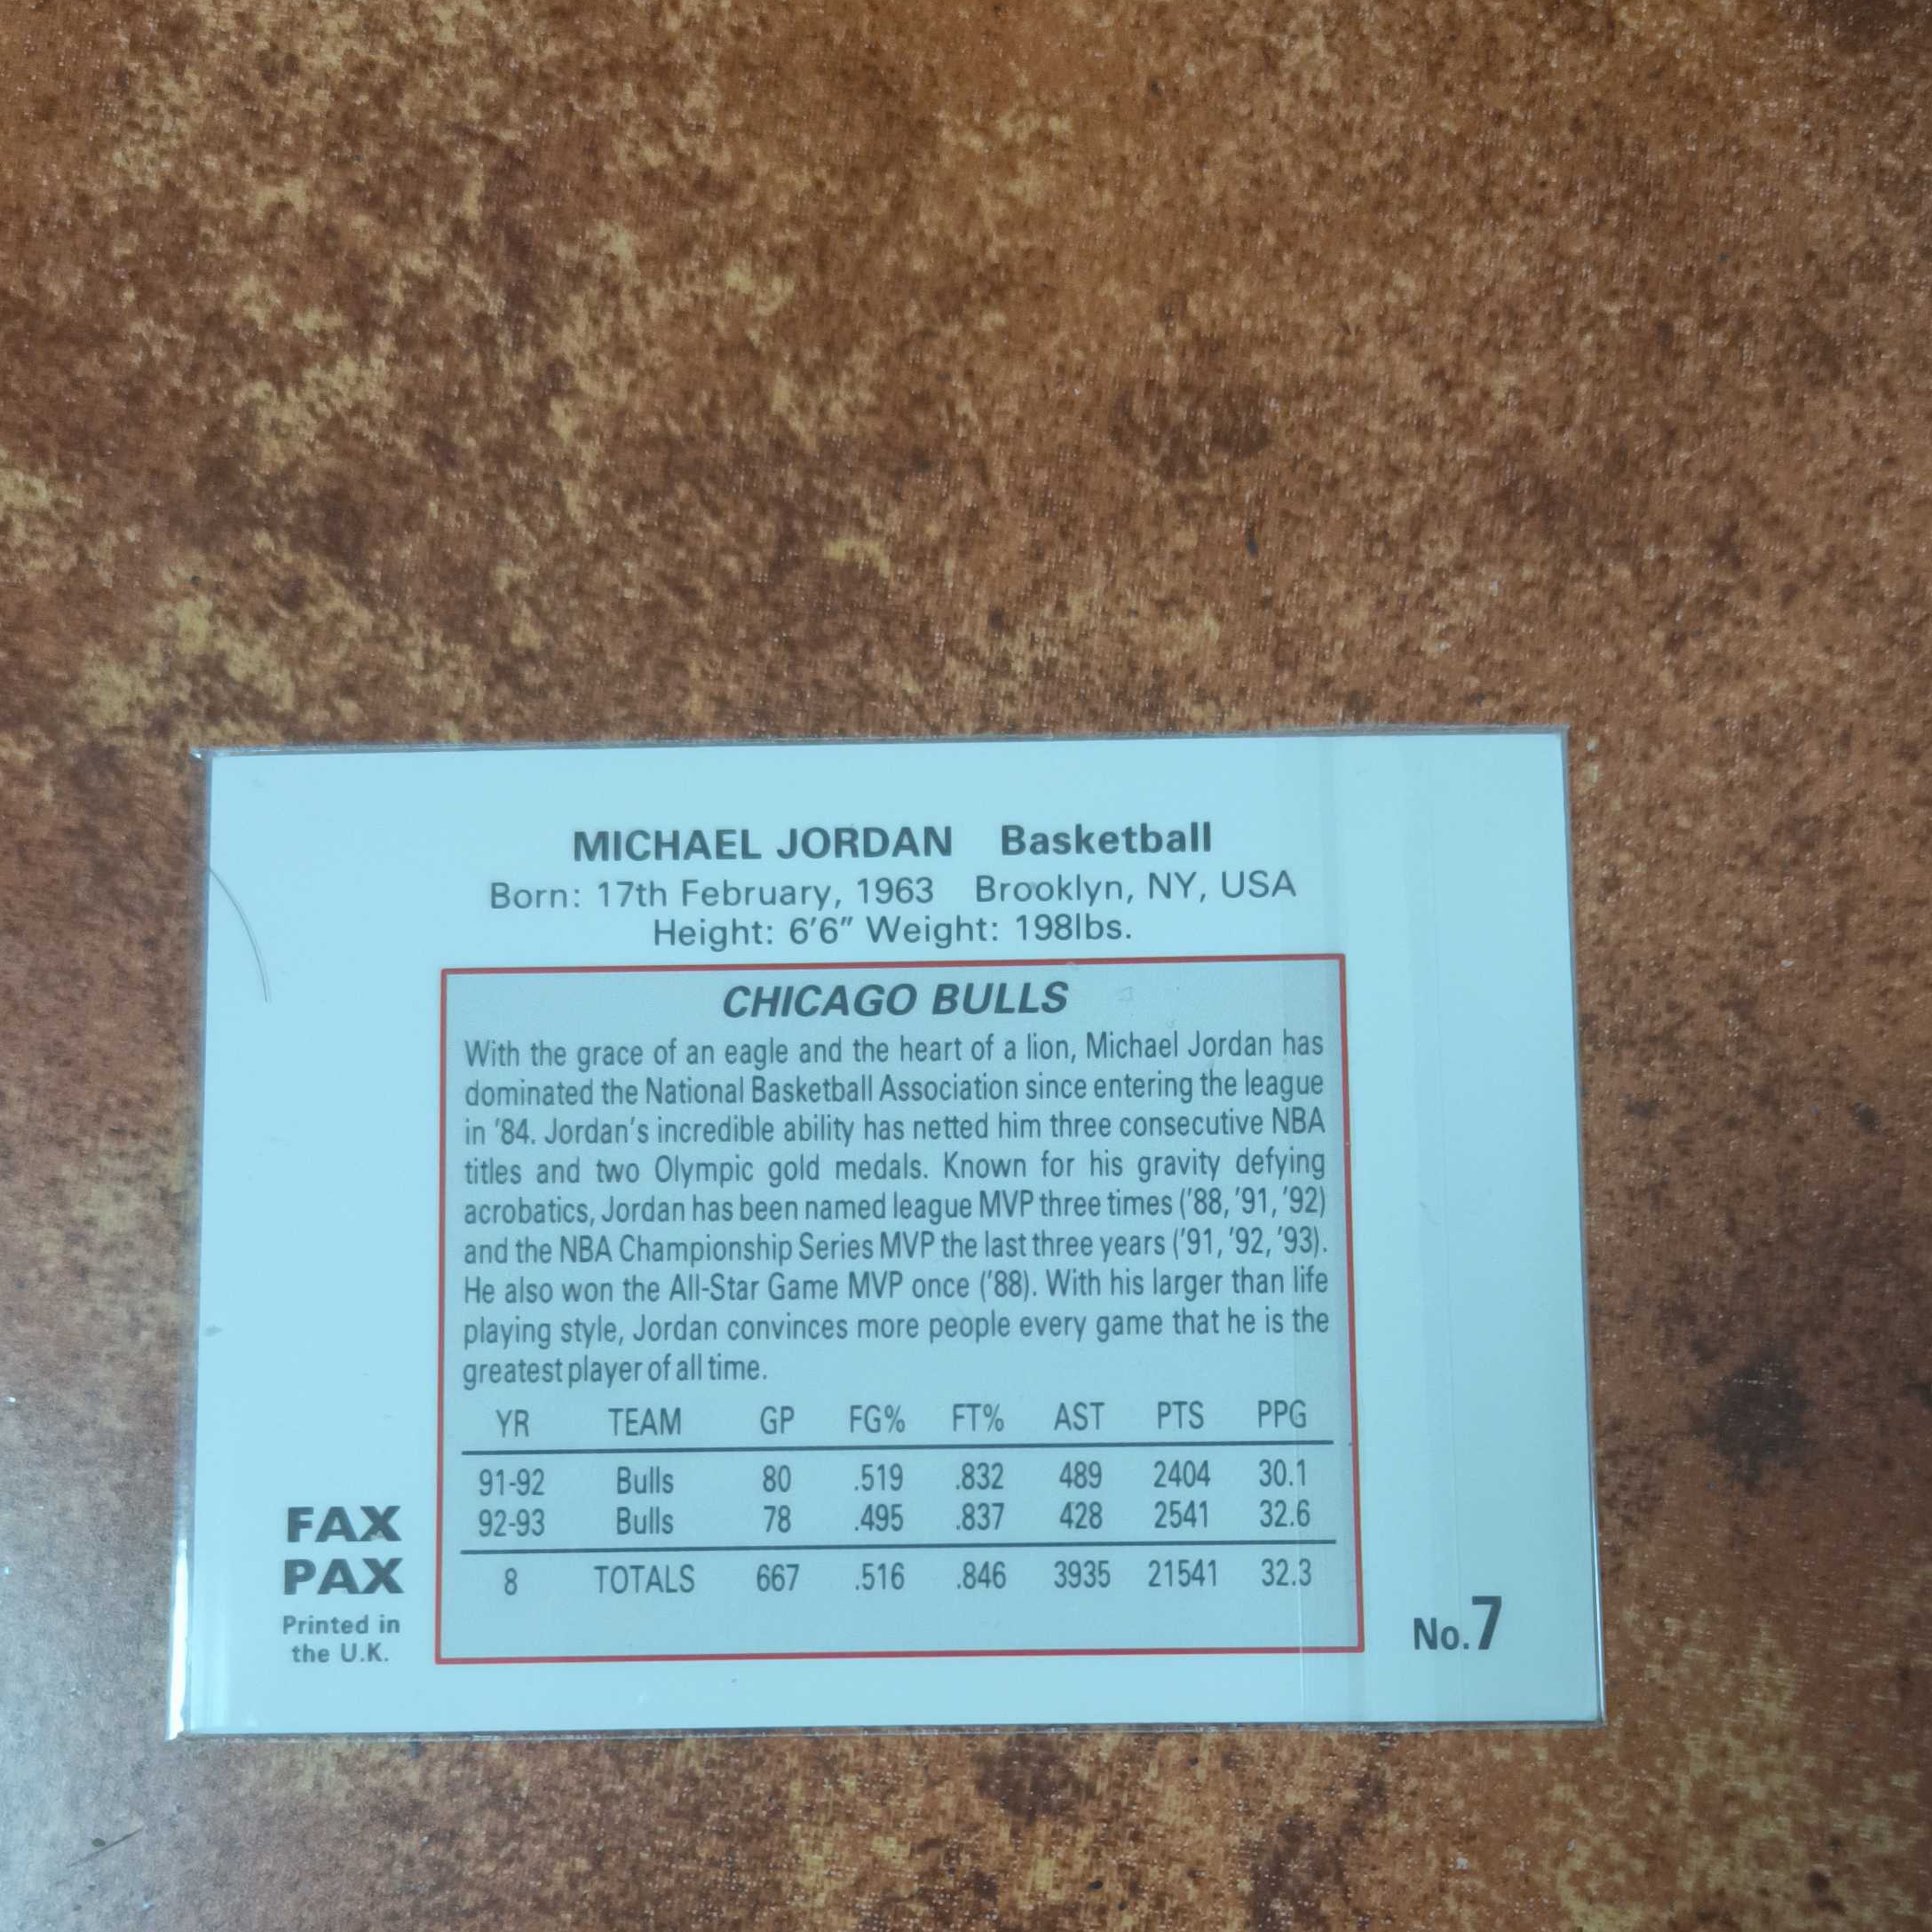 MICHAEL JORDAN Basketball
Born: 17th February, 1963 Brooklyn, NY, USA
Height: 6'6" Weight: 198lbs.
CHICAGO BULLS
With the grace of an eagle and the heart of a lion, Michael Jordan has
dominated the National Basketball Association since entering the league
in '84. Jordan's incredible ability has netted him three consecutive NBA
titles and two Olympic gold medals. Known for his gravity defying
acrobatics, Jordan has been named league MVP three times ('88, '91, '92)
and the NBA Championship Series MVP the last three years ('91, '92, '93).
He also won the All-Star Game MVP once ('88). With his larger than life
playing style, Jordan convinces more people every game that he is the
greatest player of all time.
YR TEAM GP FG% FT% AST PTS PPG
91-92 Bulls 80 .519 .832 489 2404 30.1
92-93 Bulls 78 .495 .837 428 2541 32.6
8 TOTALS 667 .516 .846 3935 21541 32.3
FAX
PAX
Printed in
the U.K.
No.7